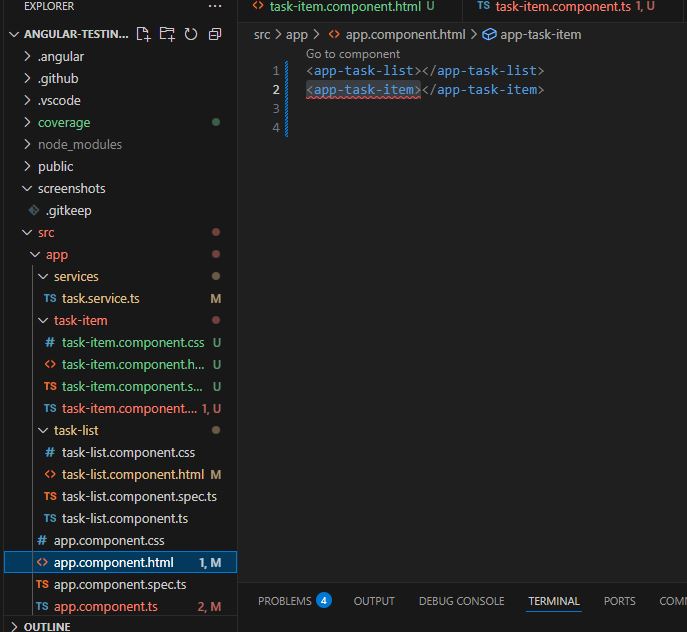 EXPLORER
ANGULAR-TESTIN...
.angular
.github
.vscode
coverage
node_modules
public
screenshots
.gitkeep
src
app
services
TS task.service.ts M
task-item
# task-item.component.css U
<> task-item.component.h... U
TS task-item.component.s... U
TS task-item.component.... 1, U
task-list
# task-list.component.css
<> task-list.component.html M
TS task-list.component.spec.ts
TS task-list.component.ts
# app.component.css
<> app.component.html 1, M
TS app.component.spec.ts
TS app.component.ts 2, M
OUTLINE
<> task-item.component.html U TS task-item.component.ts 1, U
src > app > <> app.component.html > app-task-item
Go to component
1 <app-task-list></app-task-list>
2 <app-task-item></app-task-item>
3
4
PROBLEMS 4 OUTPUT DEBUG CONSOLE TERMINAL PORTS COM